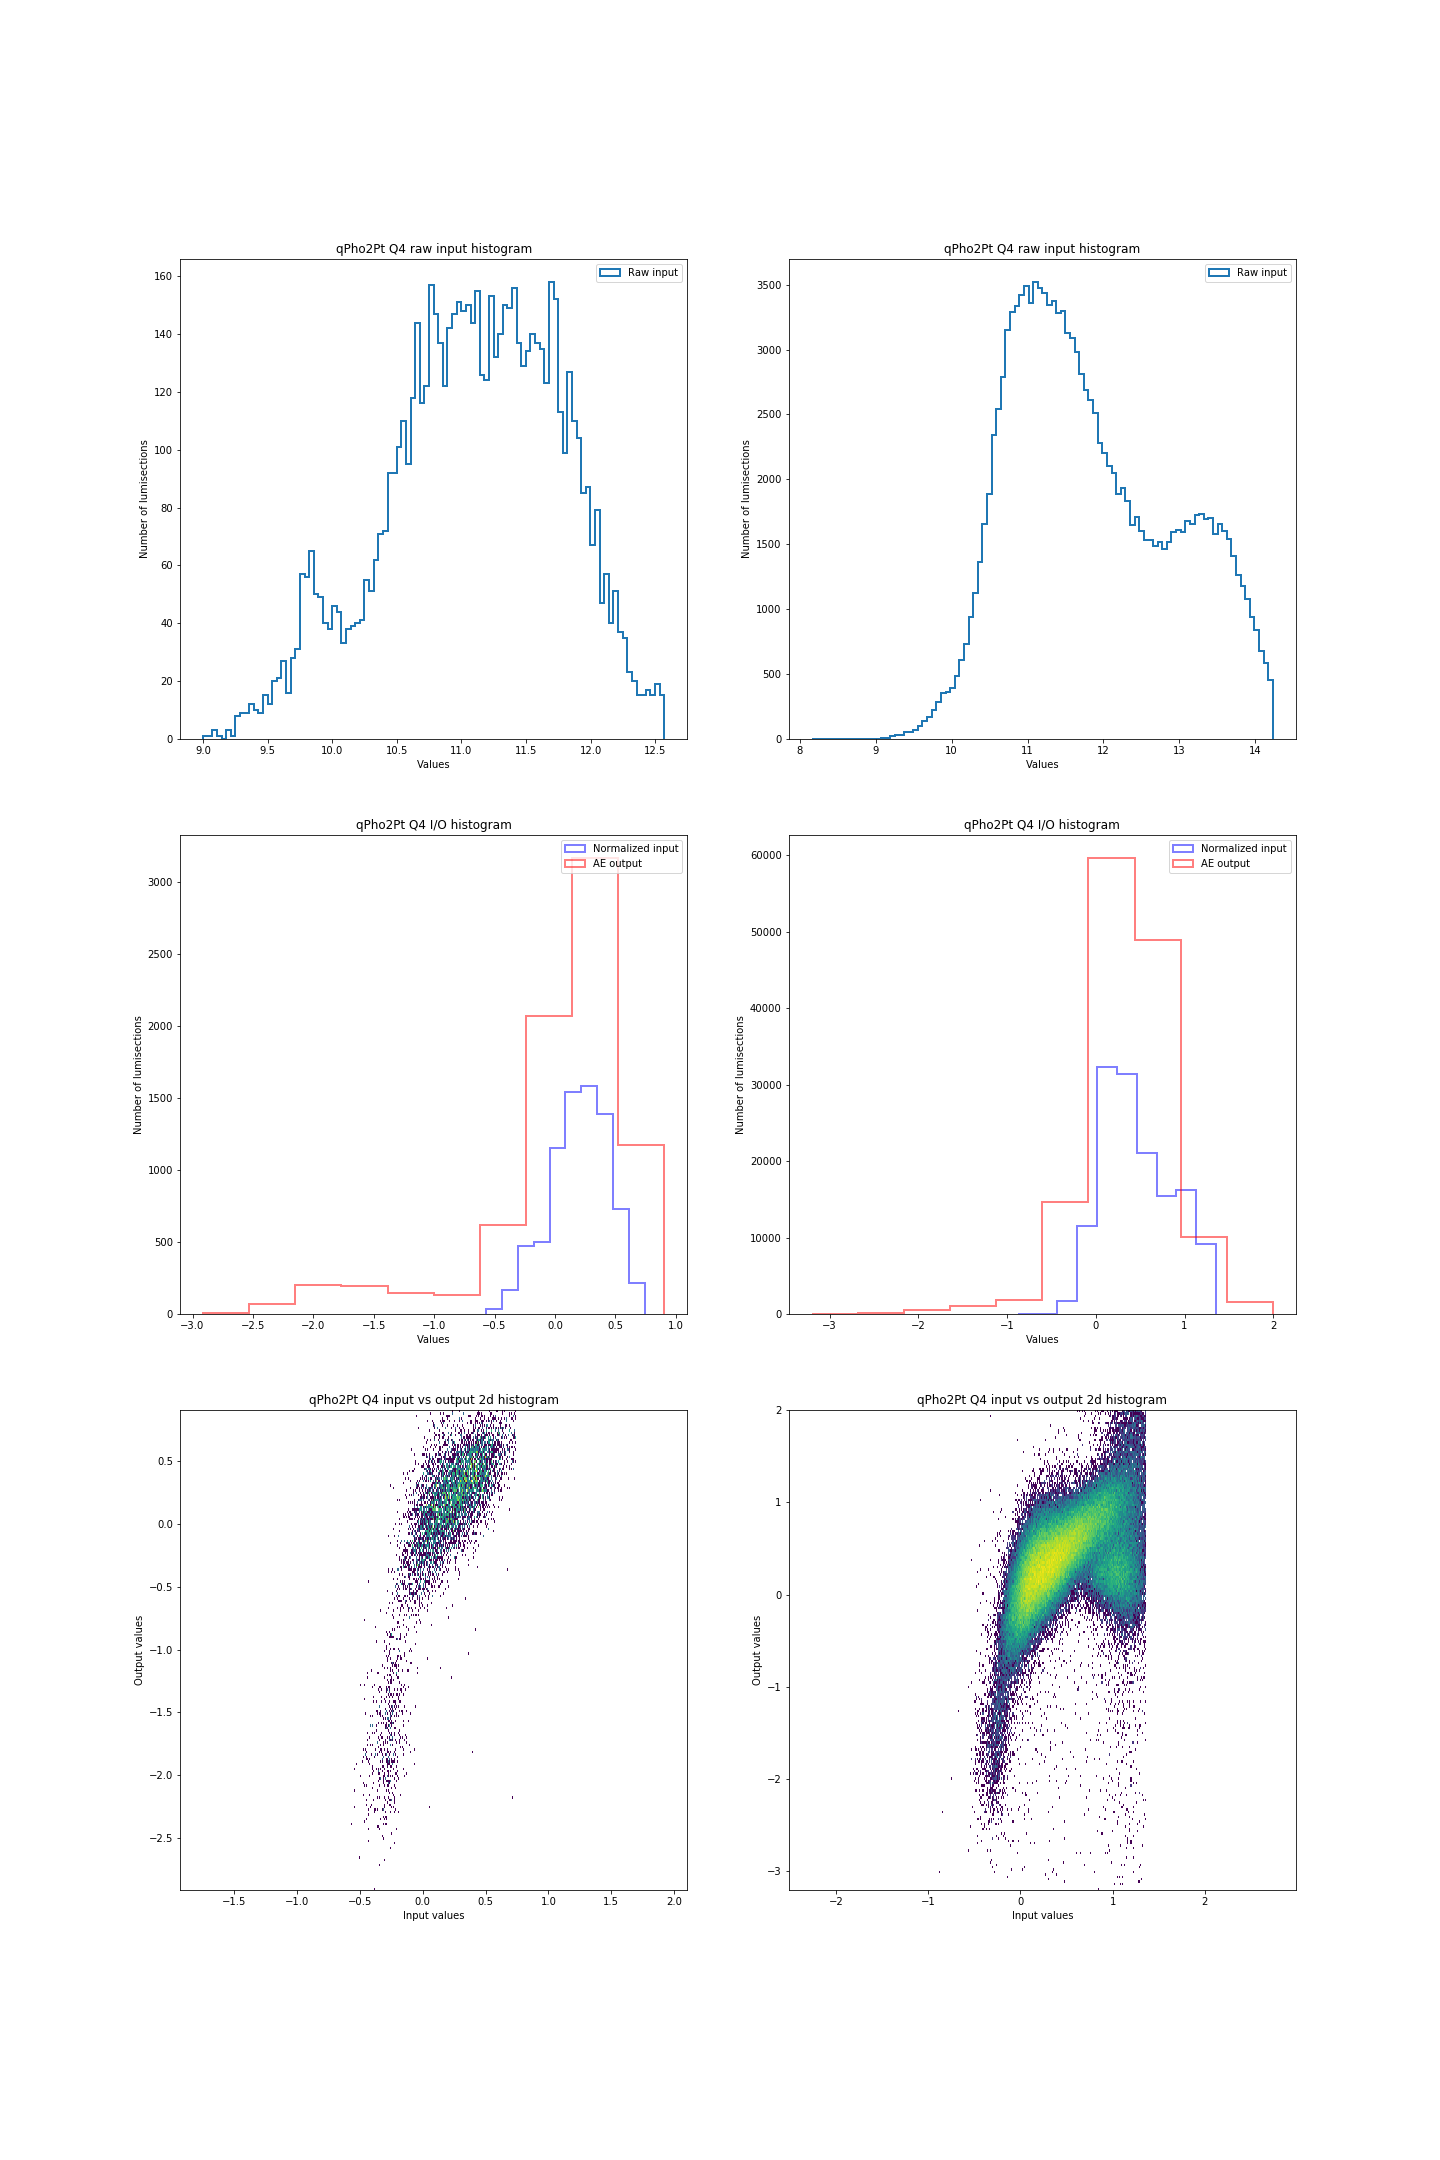 qPho2Pt Q4 raw input histogram
Raw input
160
140
120
100
80
60
40
20
0
Number of lumisections
9.0 9.5 10.0 10.5 11.0 11.5 12.0 12.5
Values
qPho2Pt Q4 raw input histogram
Raw input
3500
3000
2500
2000
1500
1000
500
0
Number of lumisections
8 9 10 11 12 13 14
Values
qPho2Pt Q4 I/O histogram
Normalized input
AE output
3000
2500
2000
1500
1000
500
0
Number of lumisections
−3.0 −2.5 −2.0 −1.5 −1.0 −0.5 0.0 0.5 1.0
Values
qPho2Pt Q4 I/O histogram
Normalized input
AE output
60000
50000
40000
30000
20000
10000
0
Number of lumisections
−3 −2 −1 0 1 2
Values
qPho2Pt Q4 input vs output 2d histogram
0.5
0.0
−0.5
−1.0
−1.5
−2.0
−2.5
Output values
−1.5 −1.0 −0.5 0.0 0.5 1.0 1.5 2.0
Input values
qPho2Pt Q4 input vs output 2d histogram
2
1
0
−1
−2
−3
Output values
−2 −1 0 1 2
Input values